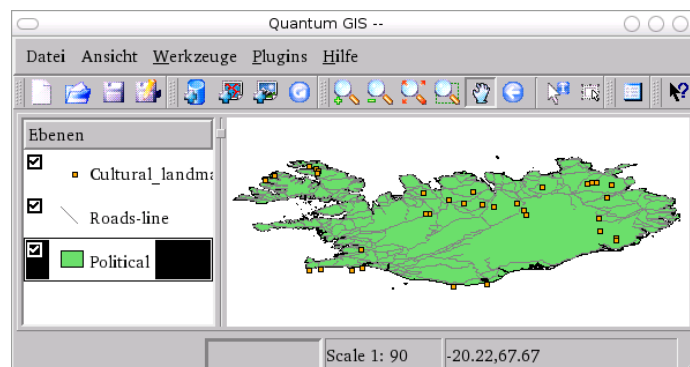 Quantum GIS --
Datei Ansicht Werkzeuge Plugins Hilfe
Ebenen
Cultural_landma
Roads-line
Political
Scale 1: 90
-20.22,67.67